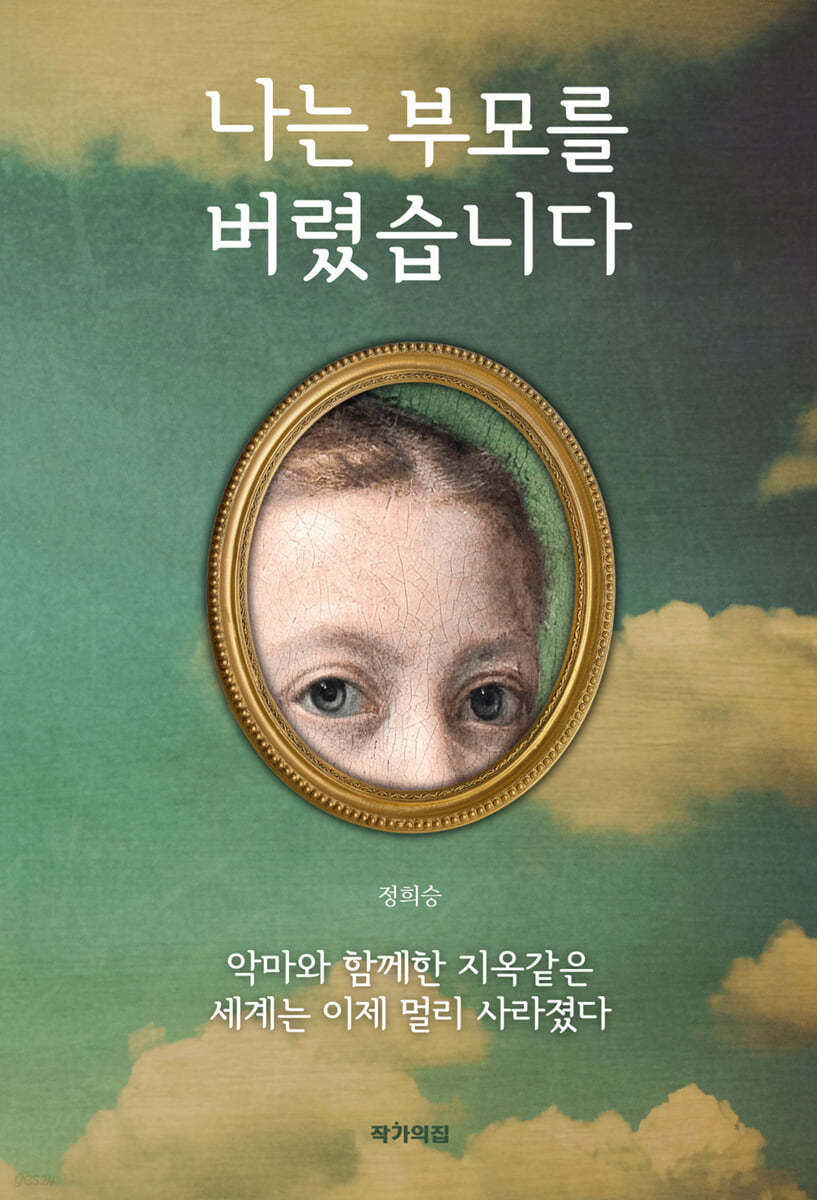 나는 부모를
버렸습니다
정희승
악마와 함께한 지옥같은
세계는 이제 멀리 사라졌다
작가의집
yes24